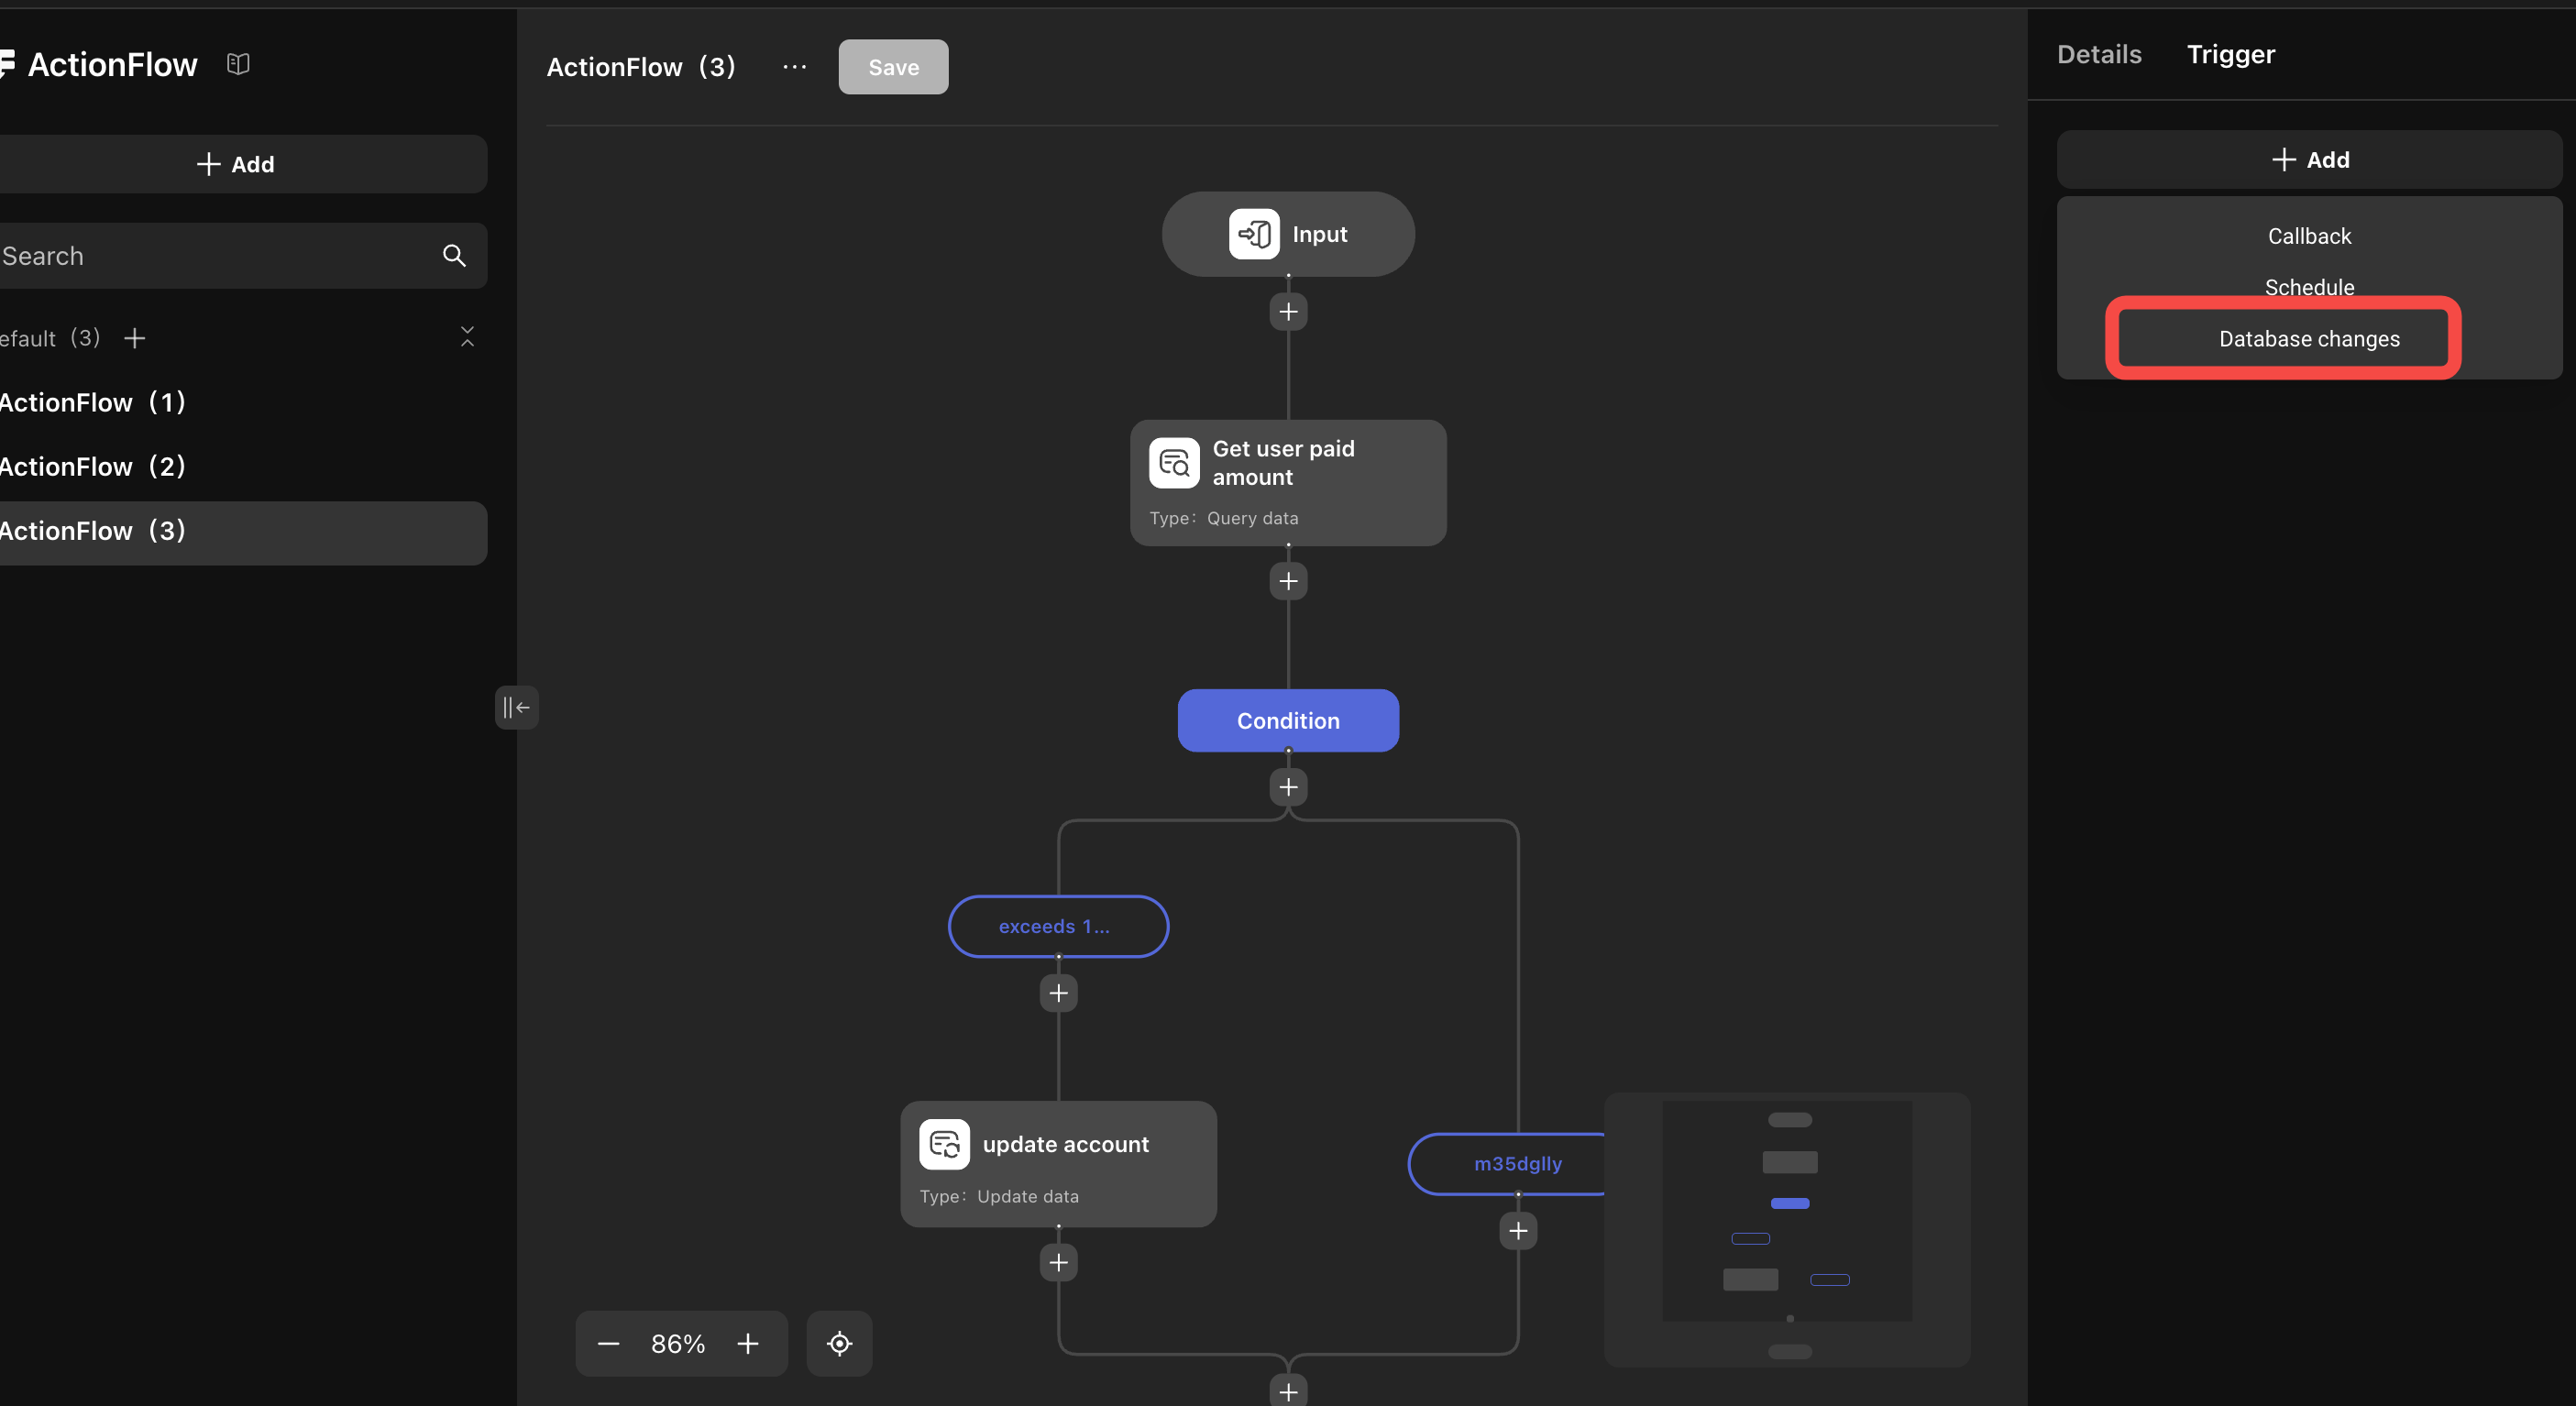 ActionFlow
Add
Search
efault (3)
ActionFlow (1)
ActionFlow (2)
ActionFlow (3)
ActionFlow (3)
Save
Input
Get user paid
amount
Type: Query data
Condition
exceeds 1...
update account
Type: Update data
m35dglly
86%
Details
Trigger
Add
Callback
Schedule
Database changes